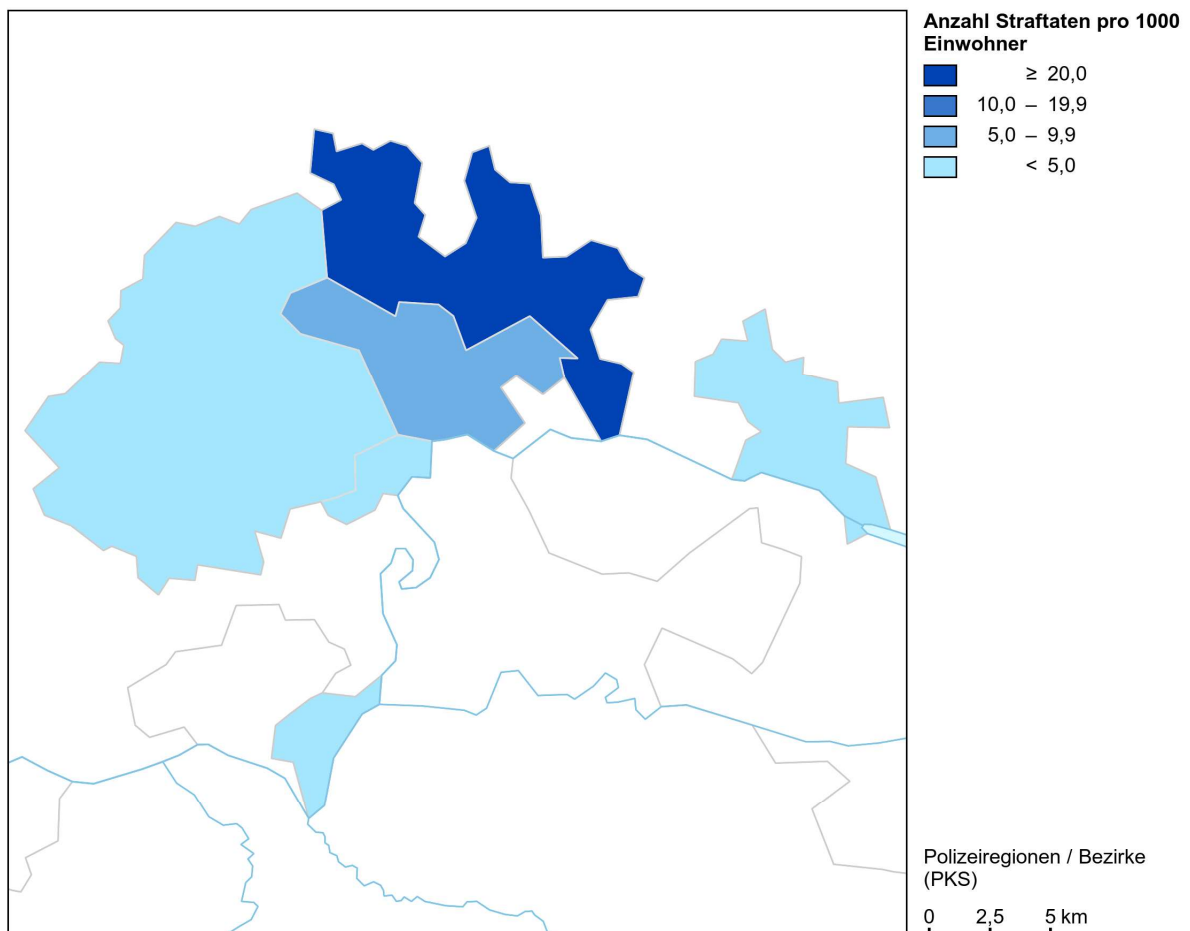 Anzahl Straftaten pro 1000
Einwohner
≥ 20,0
10,0 – 19,9
5,0 – 9,9
< 5,0
Polizeiregionen / Bezirke
(PKS)
0 2,5 5 km